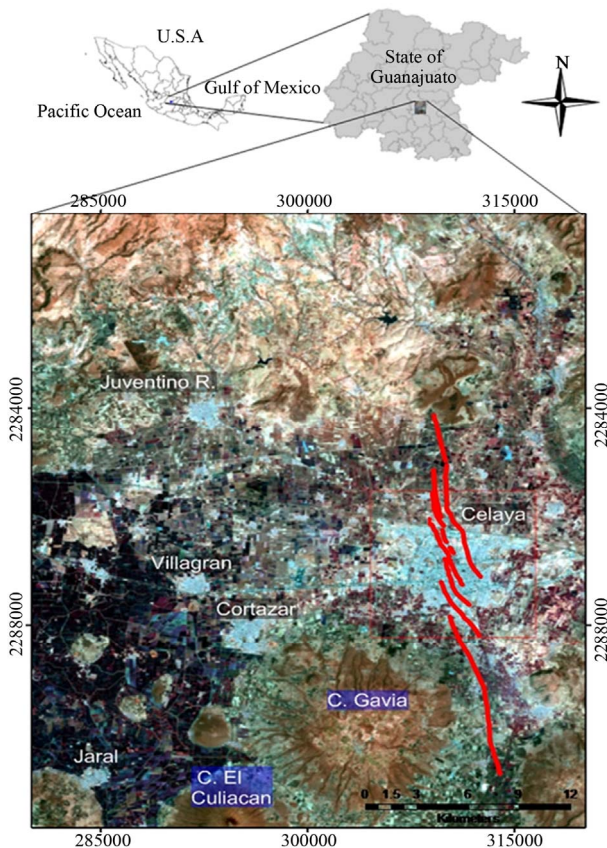 U.S.A
Gulf of Mexico
Pacific Ocean
State of
Guanajuato
N
285000 300000 315000
Juventino R.
2284000 2284000
Celaya
Villagran
Cortazar
2288000 2288000
C. Gavia
Jaral
C. El
Culiacan
0 1.5 3 6 9 12
Kilometers
285000 300000 315000